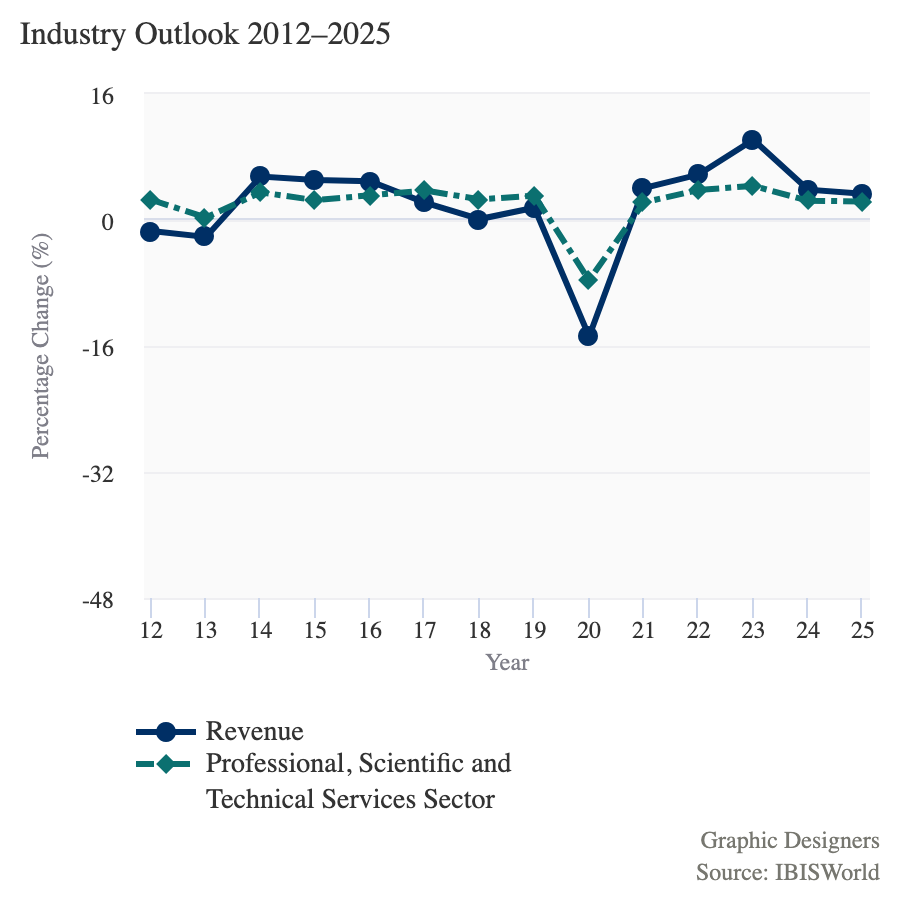 Industry Outlook 2012–2025
16
0
-16
-32
-48
Percentage Change (%)
12 13 14 15 16 17 18 19 20 21 22 23 24 25
Year
Revenue
Professional, Scientific and
Technical Services Sector
Graphic Designers
Source: IBISWorld